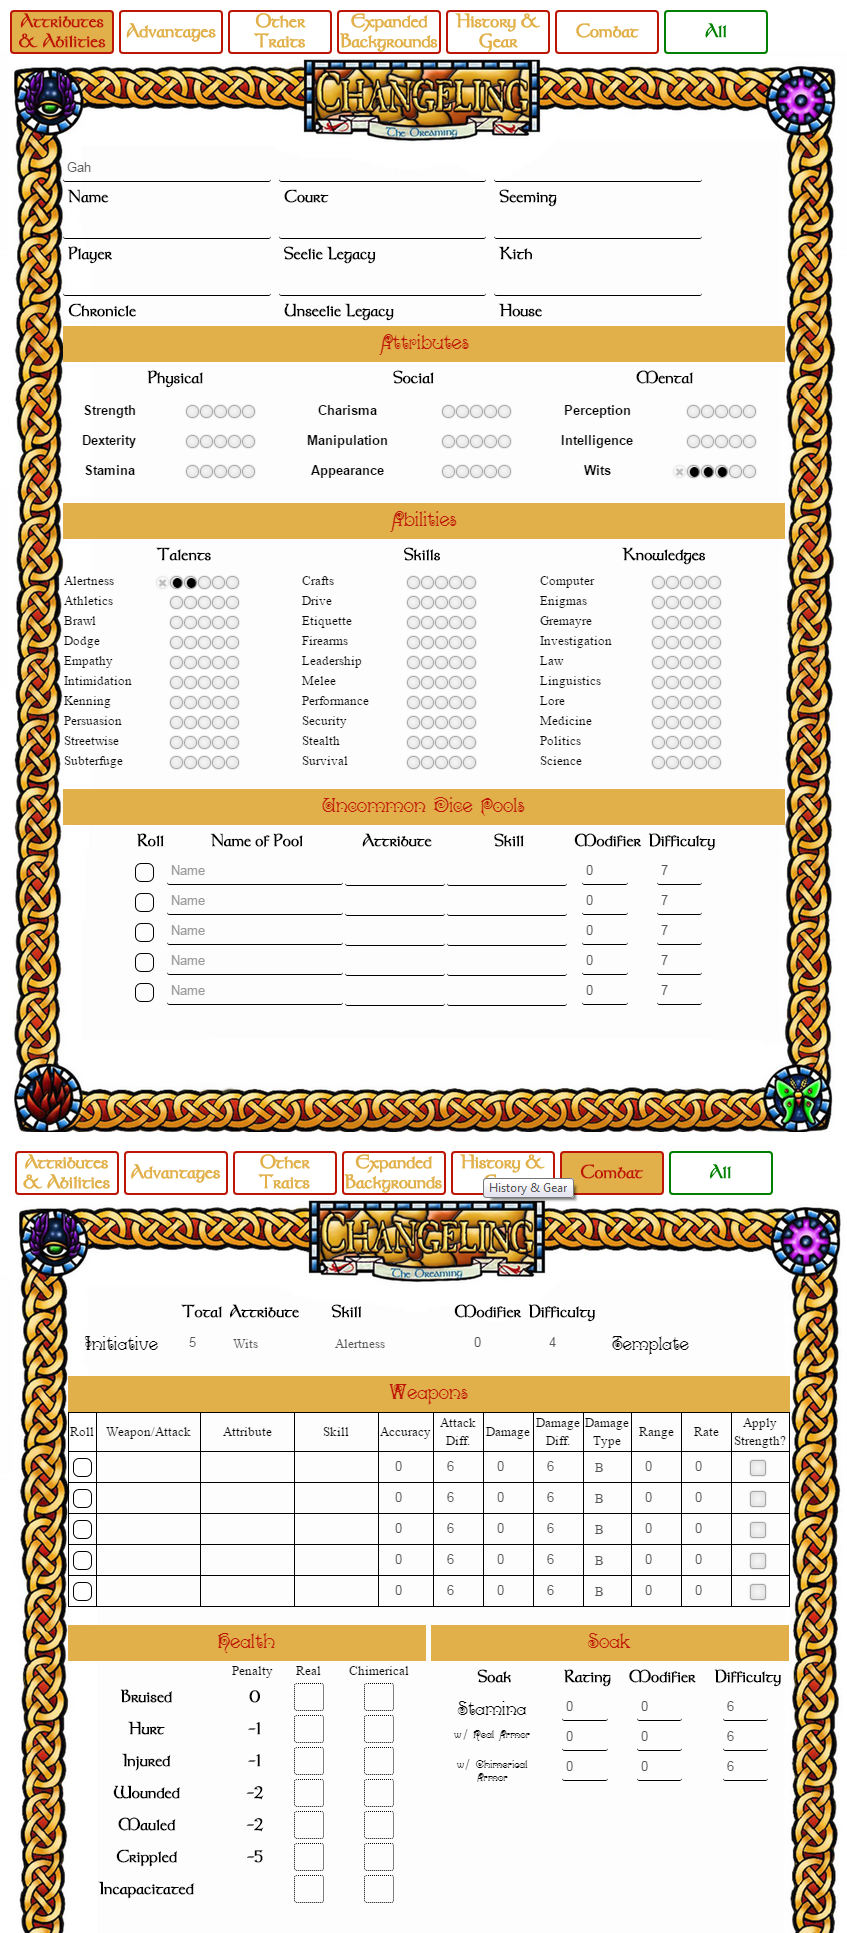 Attributes & Abilities Advantages Other Traits Expanded Backgrounds History & Gear Combat All
CHANGELING
The Dreaming
Gah
Name Court Seeming
Player Seelie Legacy Kith
Chronicle Unseelie Legacy House
Attributes
Physical Social Mental
Strength Charisma Perception
Dexterity Manipulation Intelligence
Stamina Appearance Wits
Abilities
Talents Skills Knowledges
Alertness Crafts Computer
Athletics Drive Enigmas
Brawl Etiquette Gremayre
Dodge Firearms Investigation
Empathy Leadership Law
Intimidation Melee Linguistics
Kenning Performance Lore
Persuasion Security Medicine
Streetwise Stealth Politics
Subterfuge Survival Science
Uncommon Dice Pools
Roll Name of Pool Attribute Skill Modifier Difficulty
Name 0 7
Name 0 7
Name 0 7
Name 0 7
Name 0 7
Attributes & Abilities Advantages Other Traits Expanded Backgrounds History & Combat All
History & Gear
CHANGELING
The Dreaming
Total Attribute Skill Modifier Difficulty
Initiative 5 Wits Alertness 0 4 Template
Weapons
Roll Weapon/Attack Attribute Skill Accuracy Attack Diff. Damage Damage Diff. Damage Type Range Rate Apply Strength?
0 6 0 6 B 0 0
0 6 0 6 B 0 0
0 6 0 6 B 0 0
0 6 0 6 B 0 0
0 6 0 6 B 0 0
Health Soak
Penalty Real Chimerical
Soak Rating Modifier Difficulty
Bruised 0
Stamina 0 0 6
Hurt -1
w/ Real Armor 0 0 6
Injured -1
w/ Chimerical Armor 0 0 6
Wounded -2
Mauled -2
Crippled -5
Incapacitated